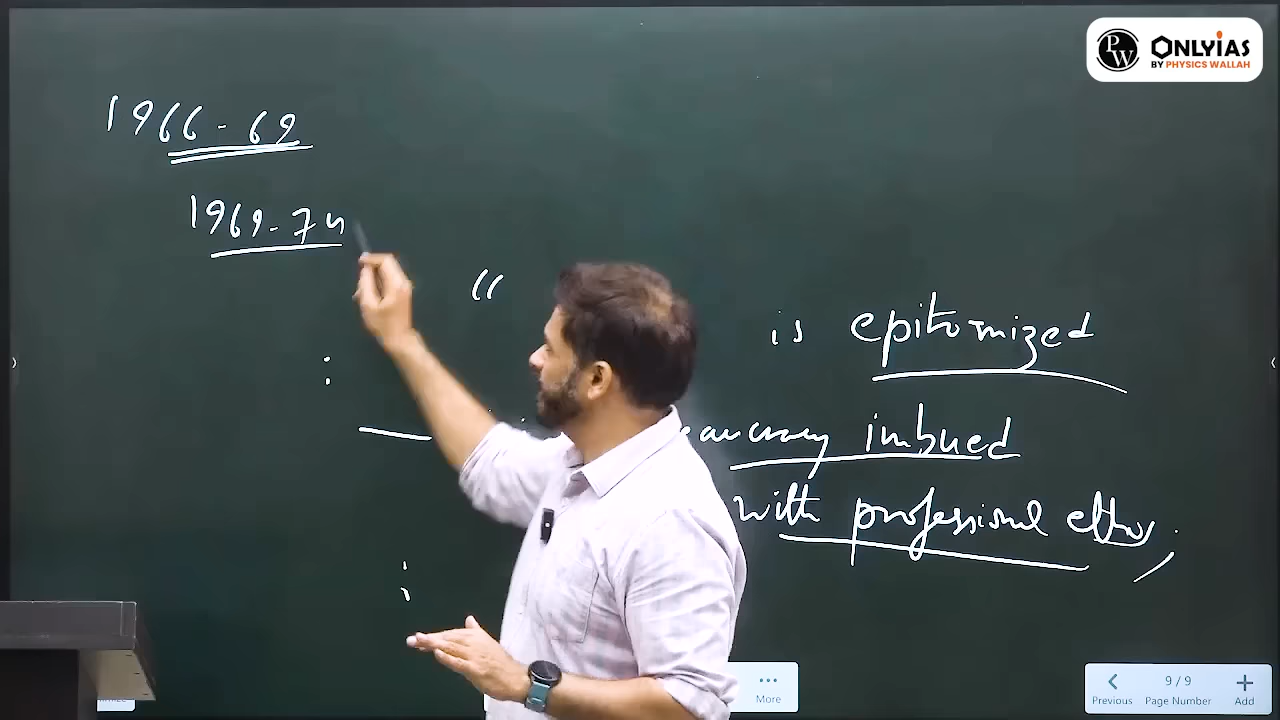 PW ONLYIAS
BY PHYSICS WALLAH
1966-69
1969-74
“
is epitomized
imbued
with professional ethos,
More
Previous
9 / 9
Page Number
Add